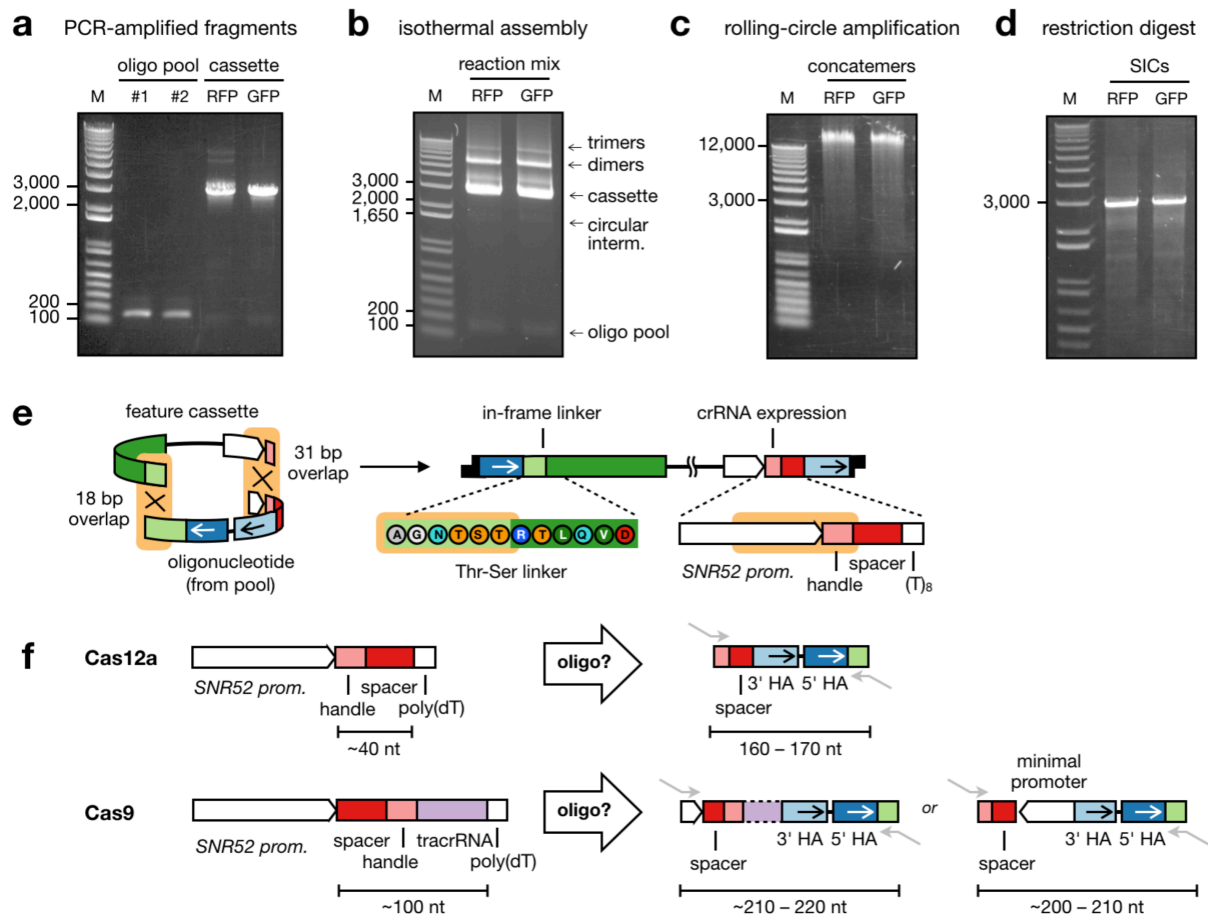 a PCR-amplified fragments
oligo pool cassette
M #1 #2 RFP GFP
3,000
2,000
200
100
b isothermal assembly
reaction mix
M RFP GFP
3,000
2,000
1,650
200
100
trimers
dimers
cassette
circular
interm.
oligo pool
c rolling-circle amplification
concatemers
M RFP GFP
12,000
3,000
d restriction digest
SICs
M RFP GFP
3,000
e
feature cassette
31 bp
overlap
18 bp
overlap
oligonucleotide
(from pool)
in-frame linker
A G N T S T R T L Q V D
Thr-Ser linker
crRNA expression
SNR52 prom.
spacer
handle
(T)8
f
Cas12a
SNR52 prom.
spacer
handle
poly(dT)
~40 nt
oligo?
3' HA 5' HA
spacer
160 – 170 nt
Cas9
SNR52 prom.
spacer
handle
tracrRNA
poly(dT)
~100 nt
oligo?
3' HA 5' HA
spacer
~210 – 220 nt
or
minimal
promoter
3' HA 5' HA
spacer
~200 – 210 nt